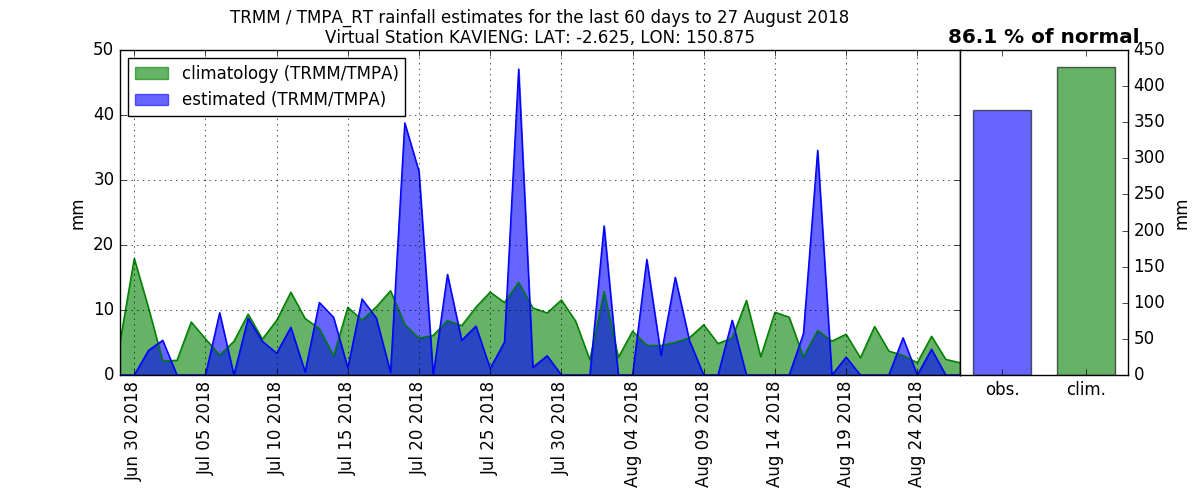 TRMM / TMPA_RT rainfall estimates for the last 60 days to 27 August 2018
Virtual Station KAVIENG: LAT: -2.625, LON: 150.875
86.1 % of normal
climatology (TRMM/TMPA)
estimated (TRMM/TMPA)
50
40
30
20
10
0
mm
450
400
350
300
250
200
150
100
50
0
mm
Jun 30 2018
Jul 05 2018
Jul 10 2018
Jul 15 2018
Jul 20 2018
Jul 25 2018
Jul 30 2018
Aug 04 2018
Aug 09 2018
Aug 14 2018
Aug 19 2018
Aug 24 2018
obs.
clim.